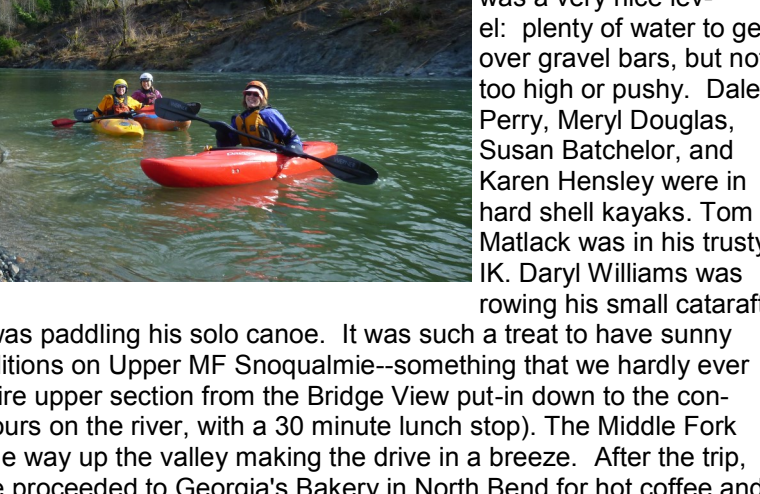 was a very nice lev-
el: plenty of water to ge
over gravel bars, but not
too high or pushy. Dale
Perry, Meryl Douglas,
Susan Batchelor, and
Karen Hensley were in
hard shell kayaks. Tom
Matlack was in his trusty
IK. Daryl Williams was
rowing his small cataraft
was paddling his solo canoe. It was such a treat to have sunny
ditions on Upper MF Snoqualmie--something that we hardly ever
ire upper section from the Bridge View put-in down to the con-
ours on the river, with a 30 minute lunch stop). The Middle Fork
e way up the valley making the drive in a breeze. After the trip,
e proceeded to Georgia's Bakery in North Bend for hot coffee and